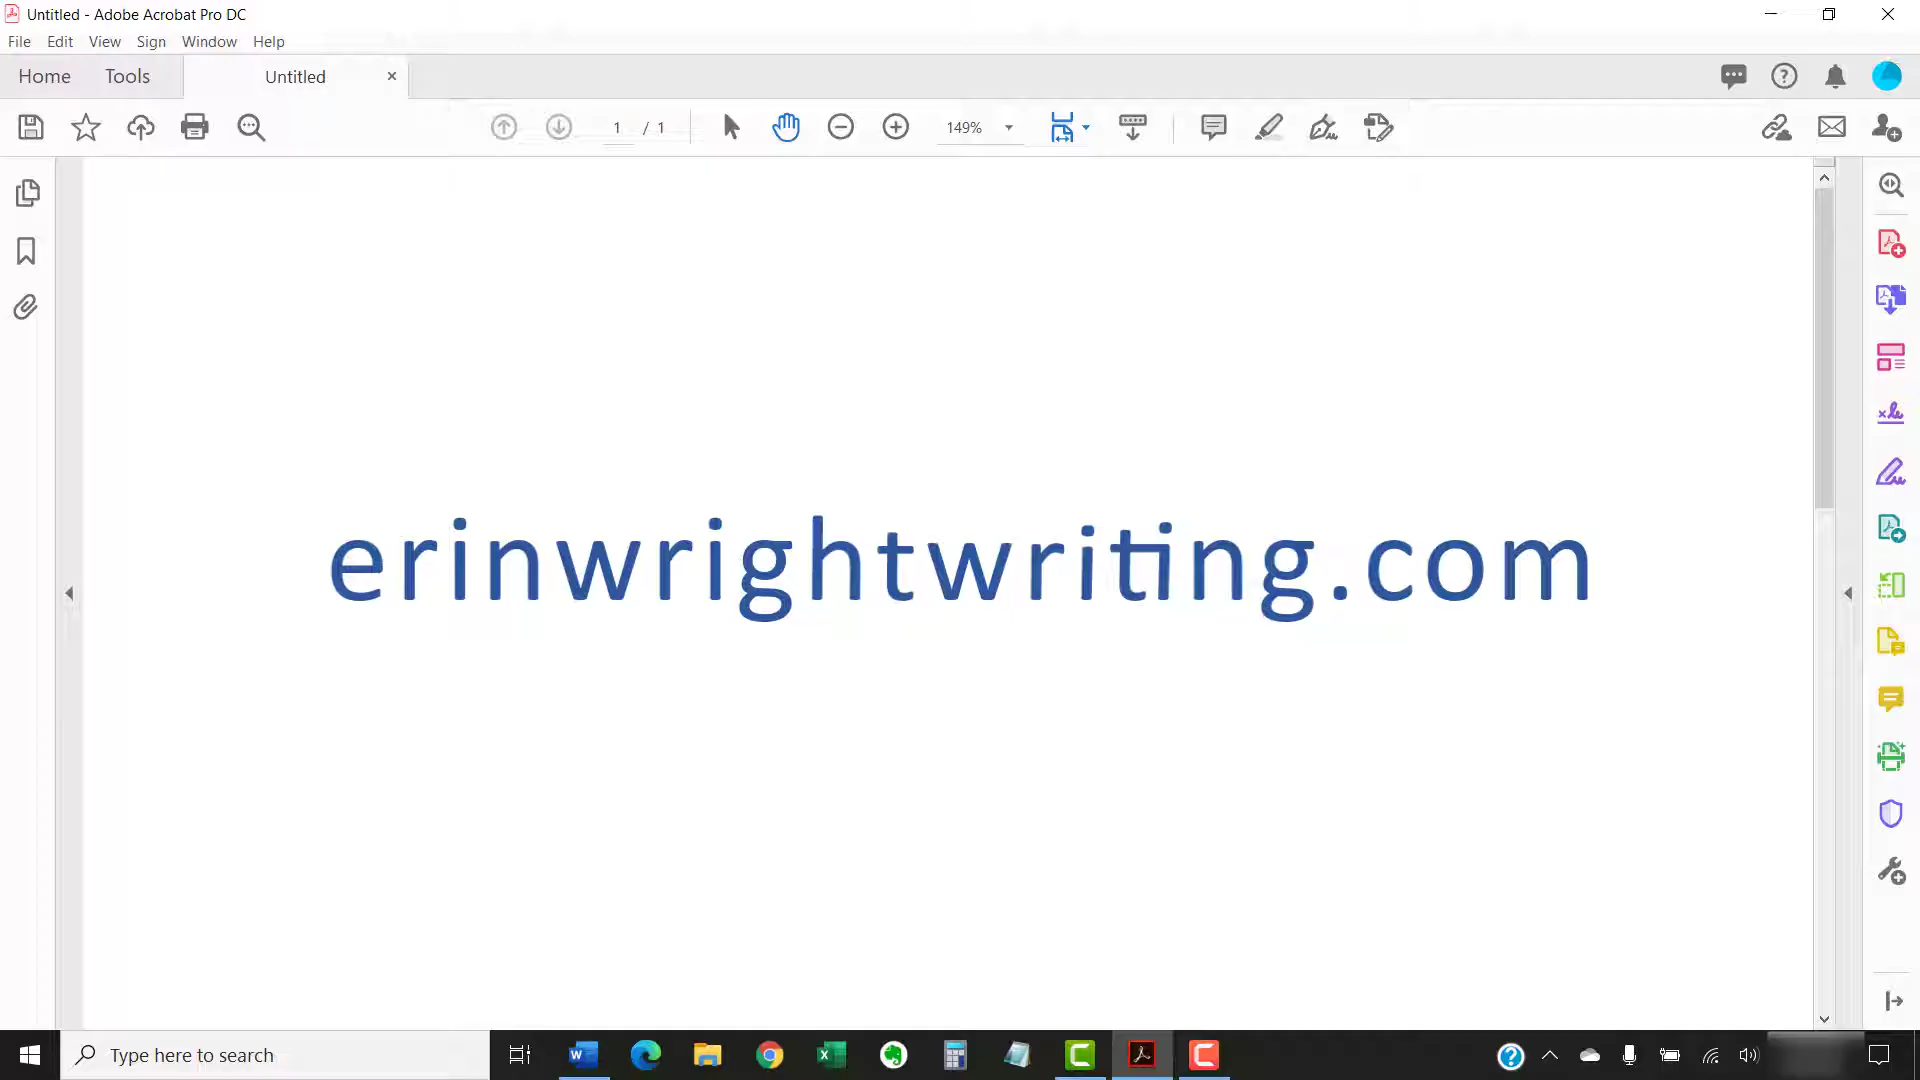 Untitled - Adobe Acrobat Pro DC
File Edit View Sign Window Help
Home Tools Untitled
1 / 1 149%
erinwrightwriting.com
Type here to search